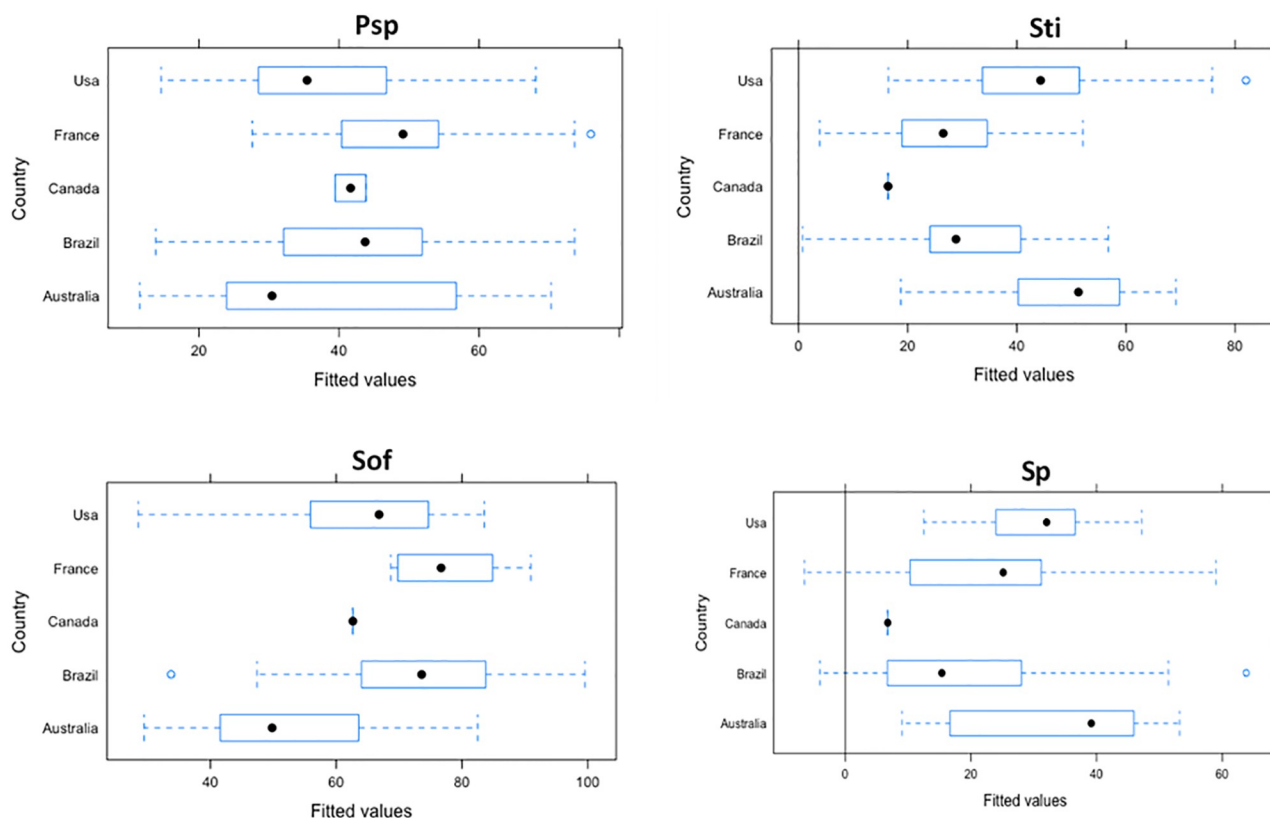 Psp
Usa
France
Canada
Brazil
Australia
Country
20 40 60
Fitted values
Sti
Usa
France
Canada
Brazil
Australia
Country
0 20 40 60 80
Fitted values
Sof
Usa
France
Canada
Brazil
Australia
Country
40 60 80 100
Fitted values
Sp
Usa
France
Canada
Brazil
Australia
Country
0 20 40 60
Fitted values